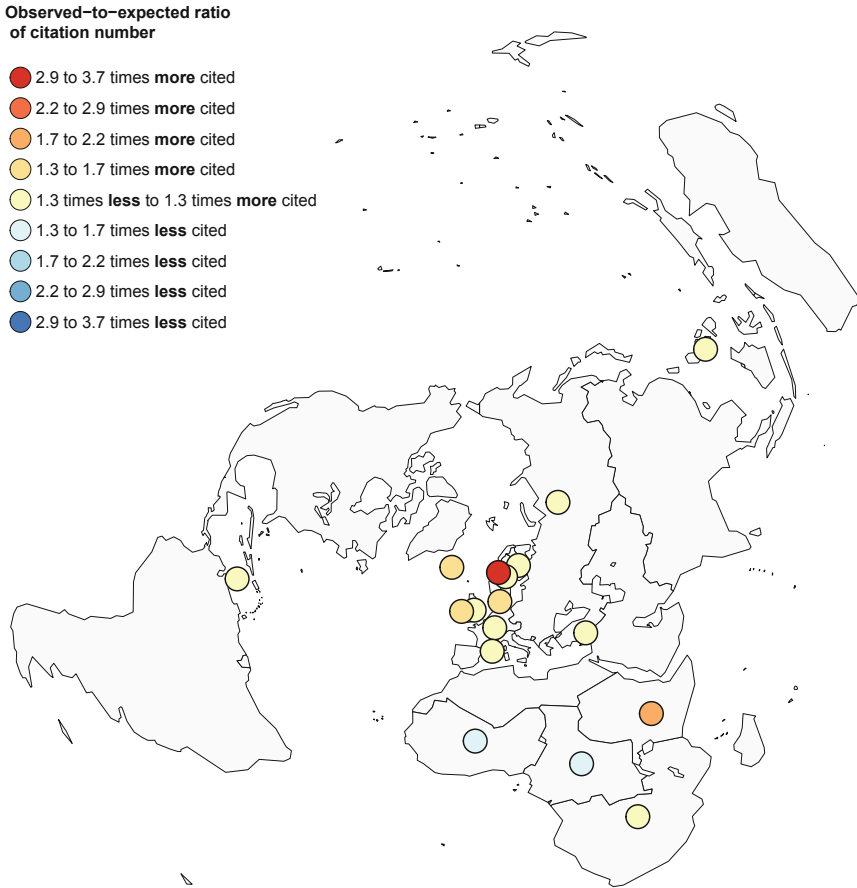 Observed−to−expected ratio
of citation number
2.9 to 3.7 times more cited
2.2 to 2.9 times more cited
1.7 to 2.2 times more cited
1.3 to 1.7 times more cited
1.3 times less to 1.3 times more cited
1.3 to 1.7 times less cited
1.7 to 2.2 times less cited
2.2 to 2.9 times less cited
2.9 to 3.7 times less cited